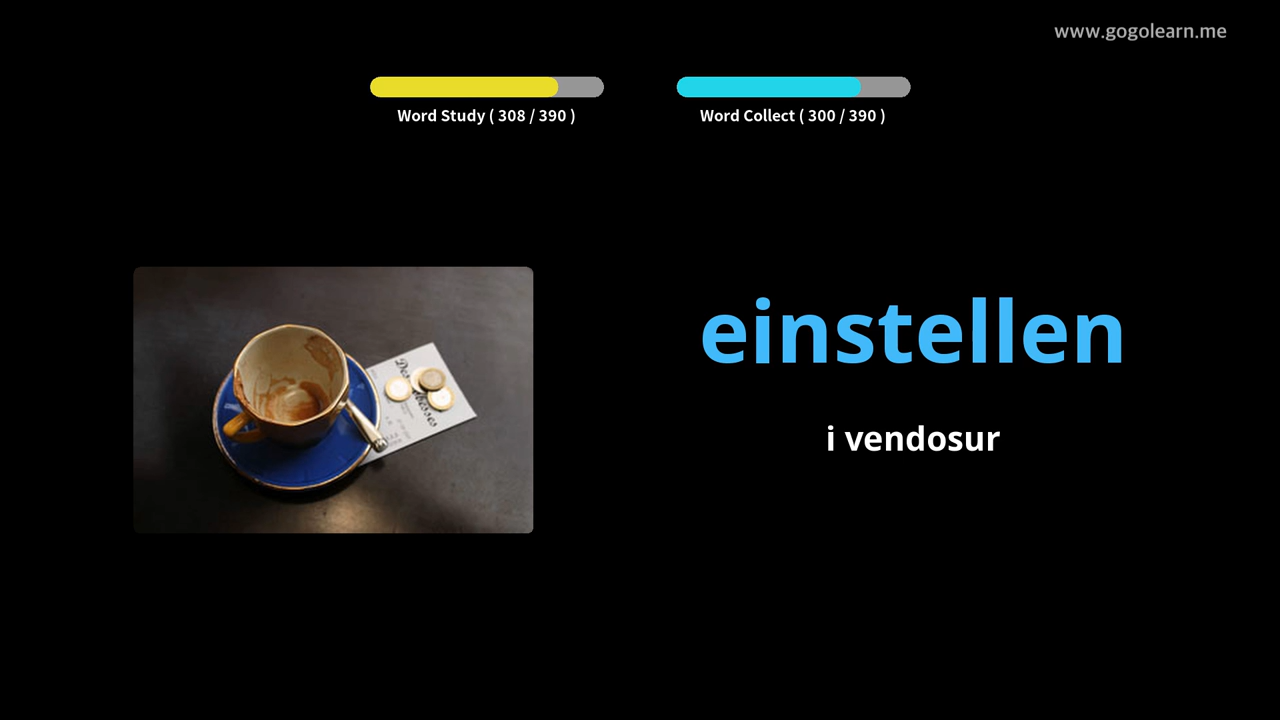 www.gogolearn.me
Word Study ( 308 / 390 )
Word Collect ( 300 / 390 )
einstellen
i vendosur